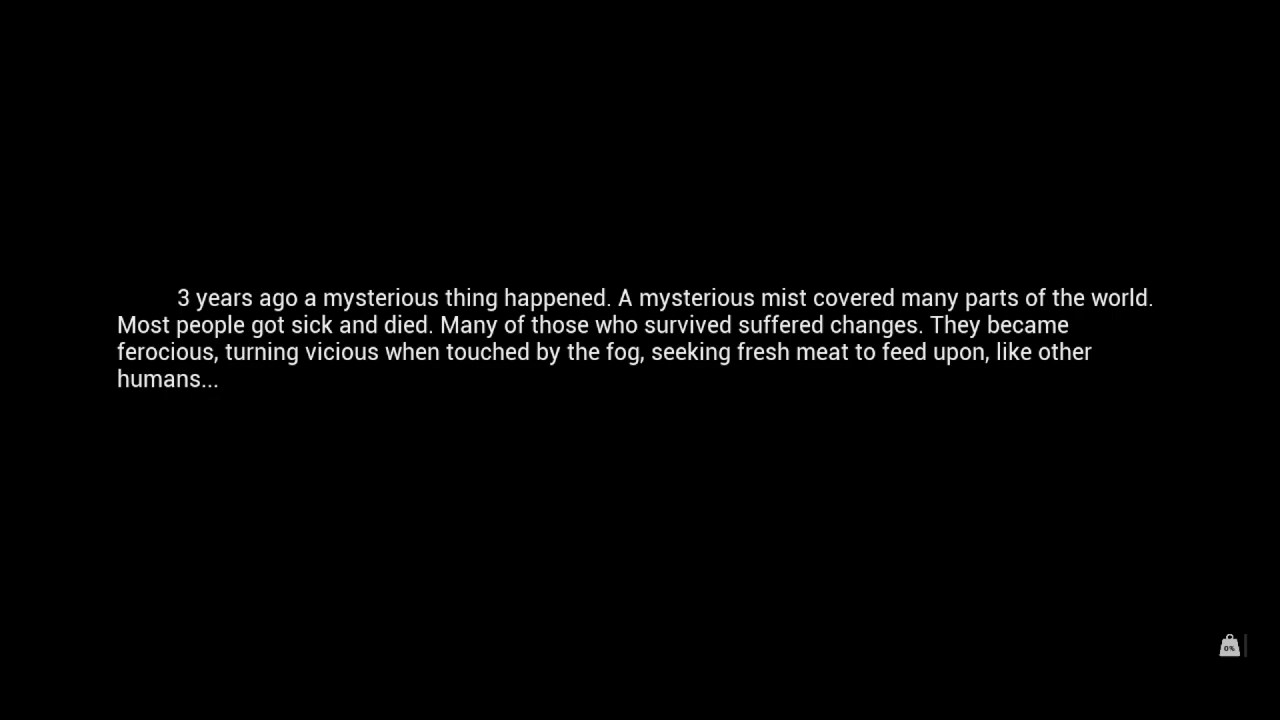 3 years ago a mysterious thing happened. A mysterious mist covered many parts of the world.
Most people got sick and died. Many of those who survived suffered changes. They became
ferocious, turning vicious when touched by the fog, seeking fresh meat to feed upon, like other
humans...
0%